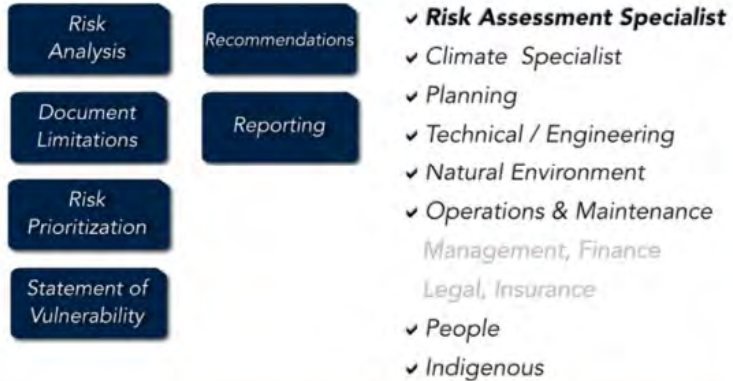 Risk
Analysis
Document
Limitations
Risk
Prioritization
Statement of
Vulnerability
Recommendations
Reporting
Risk Assessment Specialist
Climate Specialist
Planning
Technical / Engineering
Natural Environment
Operations & Maintenance
Management, Finance
Legal, Insurance
People
Indigenous